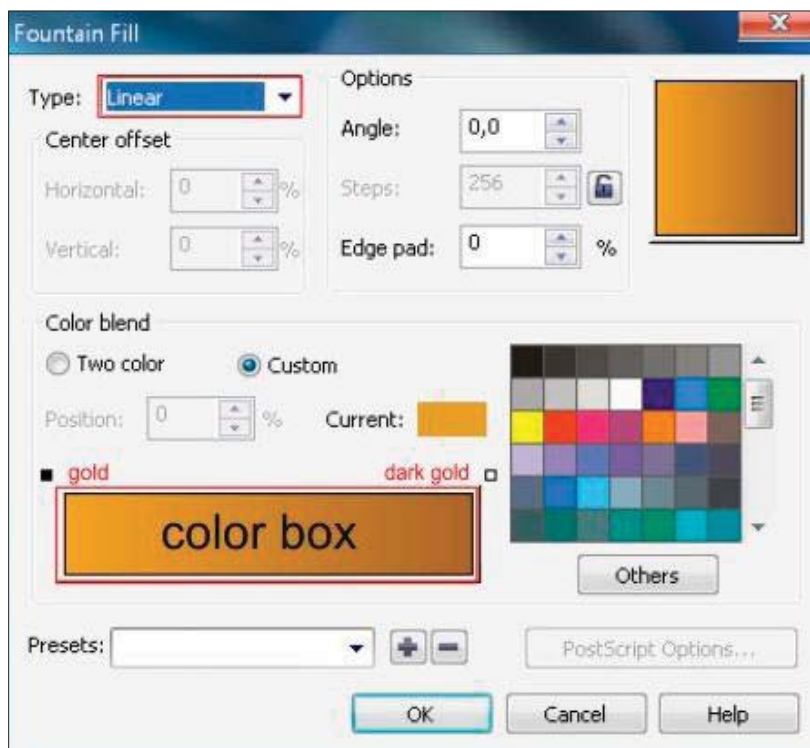 Fountain Fill
Type: Linear
Options
Angle: 0,0
Center offset
Horizontal: 0 %
Steps: 256
Vertical: 0 %
Edge pad: 0 %
Color blend
Two color Custom
Position: 0 % Current:
gold dark gold
color box
Others
Presets: PostScript Options...
OK Cancel Help